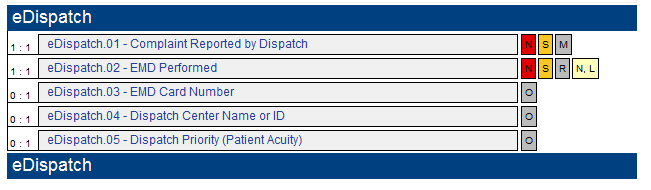 eDispatch
1 : 1 eDispatch.01 - Complaint Reported by Dispatch N S M
1 : 1 eDispatch.02 - EMD Performed N S R N, L
0 : 1 eDispatch.03 - EMD Card Number O
0 : 1 eDispatch.04 - Dispatch Center Name or ID O
0 : 1 eDispatch.05 - Dispatch Priority (Patient Acuity) O
eDispatch